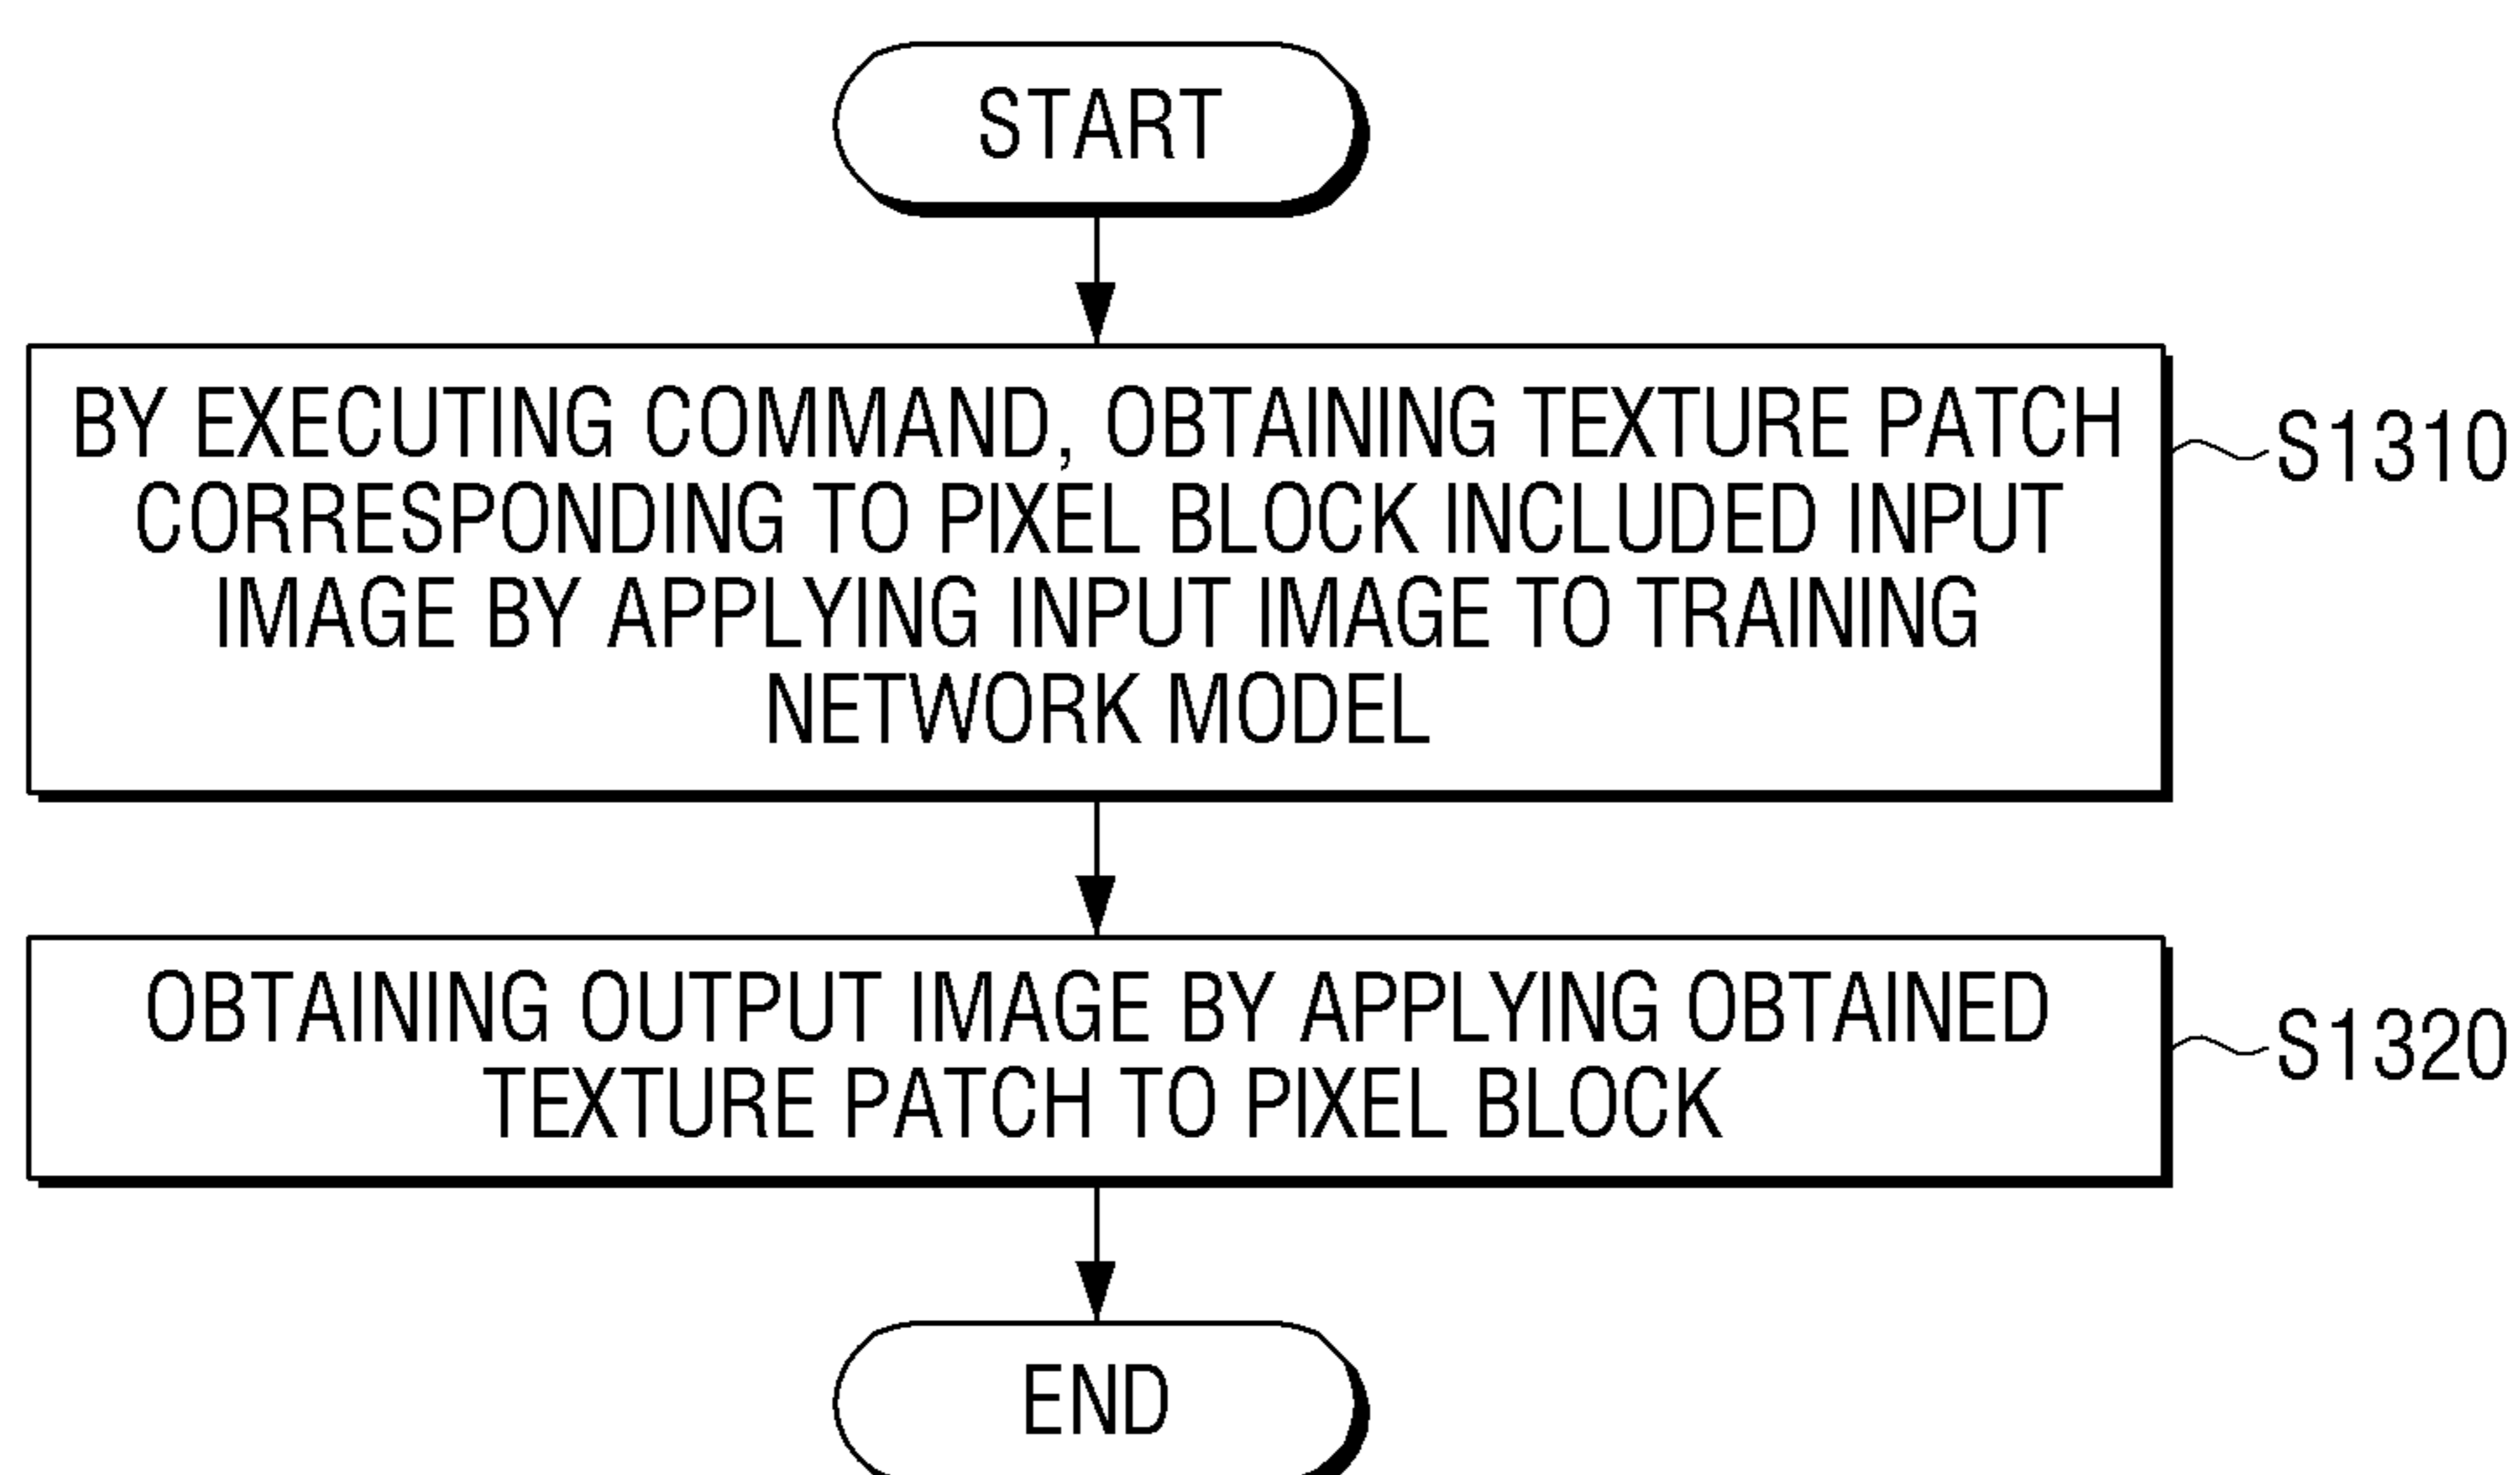 START
BY EXECUTING COMMAND, OBTAINING TEXTURE PATCH
CORRESPONDING TO PIXEL BLOCK INCLUDED INPUT
IMAGE BY APPLYING INPUT IMAGE TO TRAINING
NETWORK MODEL
S1310
OBTAINING OUTPUT IMAGE BY APPLYING OBTAINED
TEXTURE PATCH TO PIXEL BLOCK
S1320
END